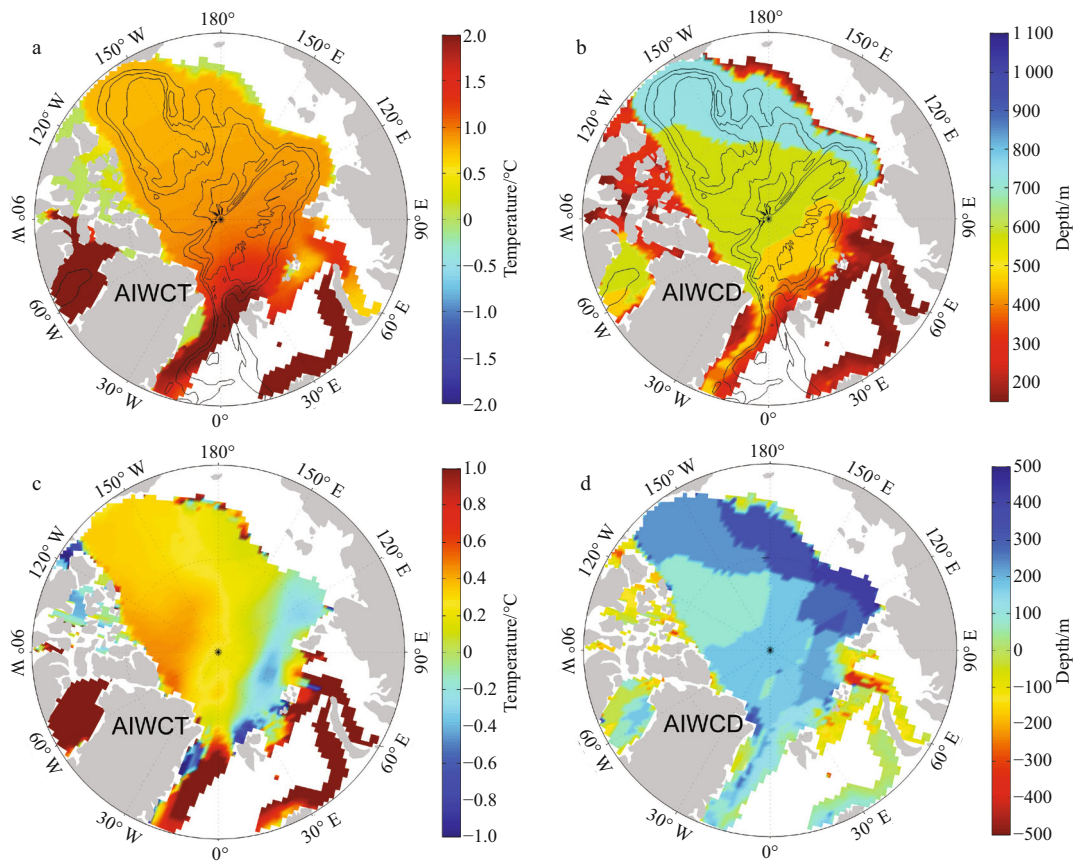 a
180°
150° W
150° E
120° W
120° E
90° W
90° E
60° W
60° E
30° W
30° E
0°
AIWCT
2.0
1.5
1.0
0.5
0
−0.5
−1.0
−1.5
−2.0
Temperature/°C
b
180°
150° W
150° E
120° W
120° E
90° W
90° E
60° W
60° E
30° W
30° E
0°
AIWCD
1 100
1 000
900
800
700
600
500
400
300
200
Depth/m
c
180°
150° W
150° E
120° W
120° E
90° W
90° E
60° W
60° E
30° W
30° E
0°
AIWCT
1.0
0.8
0.6
0.4
0.2
0
−0.2
−0.4
−0.6
−0.8
−1.0
Temperature/°C
d
180°
150° W
150° E
120° W
120° E
90° W
90° E
60° W
60° E
30° W
30° E
0°
AIWCD
500
400
300
200
100
0
−100
−200
−300
−400
−500
Depth/m